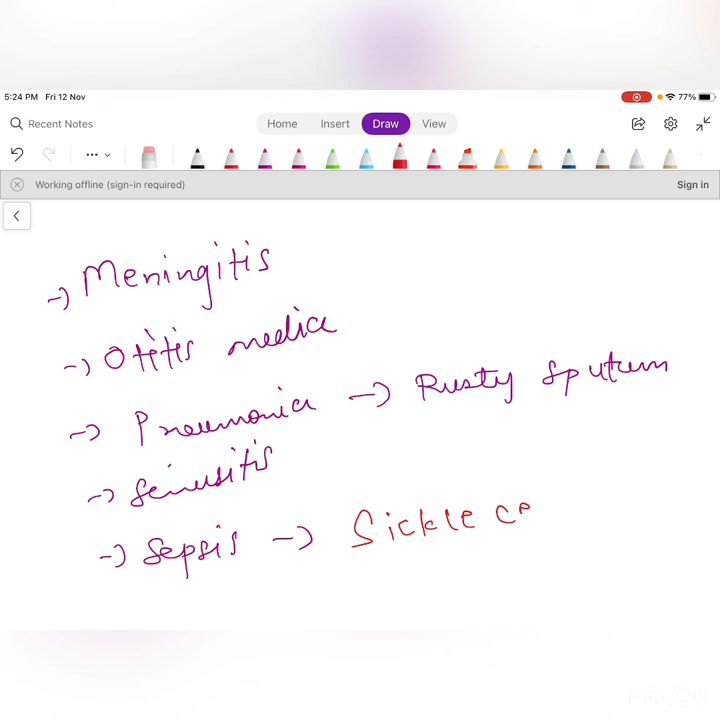 5:24 PM Fri 12 Nov 77%
Recent Notes Home Insert Draw View
Working offline (sign-in required) Sign in
→ Meningitis
→ Otitis media
→ Pneumonia → Rusty Sputum
→ Sinusitis
→ Sepsis → Sickle ce